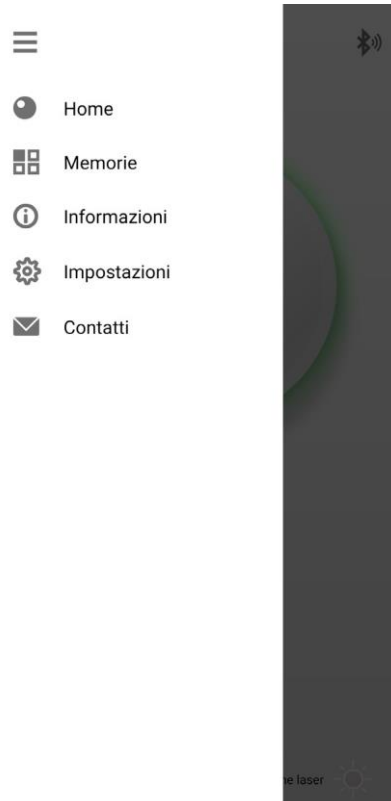 Home
Memorie
Informazioni
Impostazioni
Contatti
ne laser